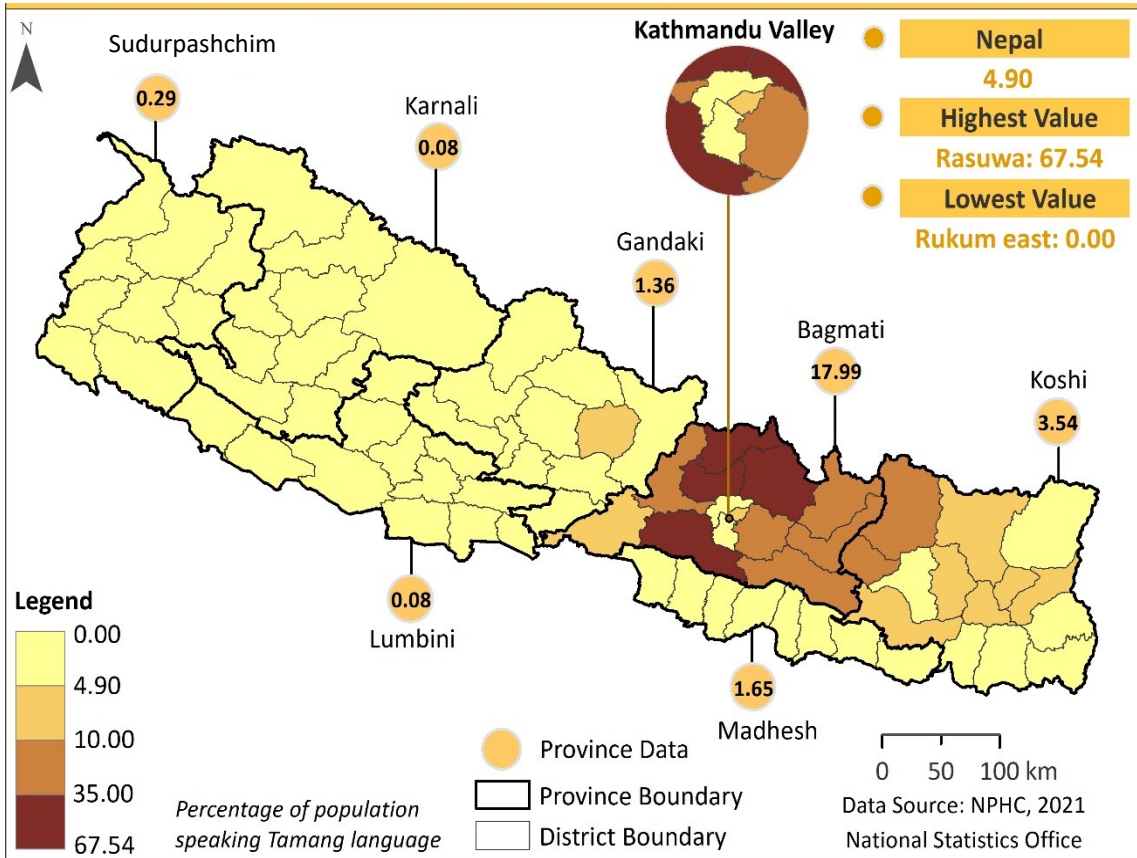 N
Sudurpashchim
0.29
Karnali
0.08
Gandaki
1.36
Kathmandu Valley
Bagmati
17.99
Koshi
3.54
Nepal
4.90
Highest Value
Rasuwa: 67.54
Lowest Value
Rukum east: 0.00
0.08
Lumbini
1.65
Madhesh
Legend
0.00
4.90
10.00
35.00
67.54
Percentage of population
speaking Tamang language
Province Data
Province Boundary
District Boundary
0 50 100 km
Data Source: NPHC, 2021
National Statistics Office